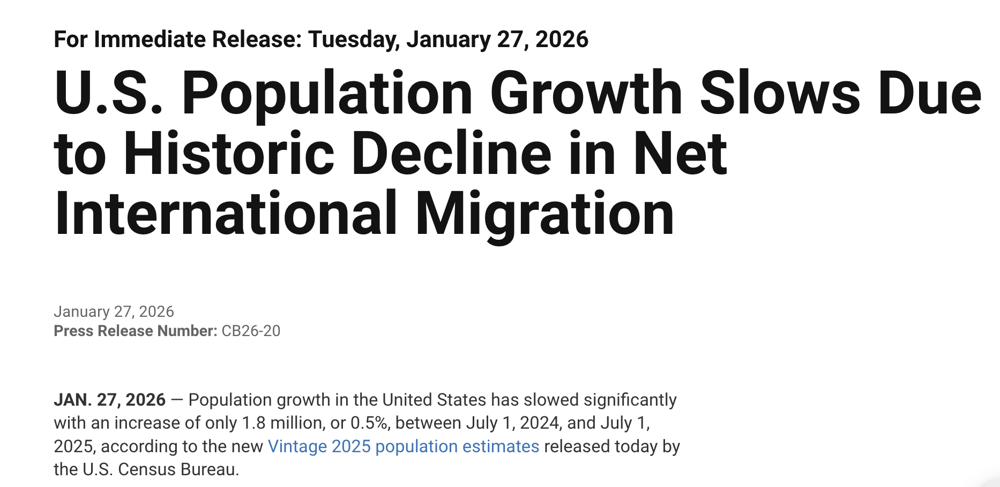 For Immediate Release: Tuesday, January 27, 2026
U.S. Population Growth Slows Due
to Historic Decline in Net
International Migration
January 27, 2026
Press Release Number: CB26-20
JAN. 27, 2026 — Population growth in the United States has slowed significantly
with an increase of only 1.8 million, or 0.5%, between July 1, 2024, and July 1,
2025, according to the new Vintage 2025 population estimates released today by
the U.S. Census Bureau.